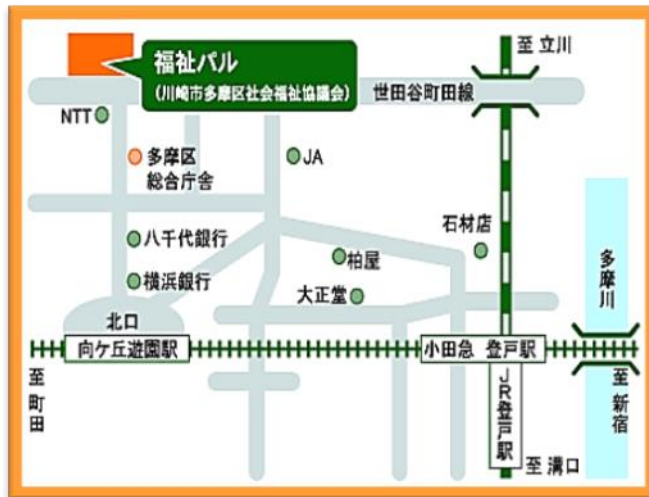 至 立川
福祉パル
(川崎市多摩区社会福祉協議会)
世田谷町田線
NTT
多摩区
総合庁舎
JA
石材店
八千代銀行
柏屋
多摩川
横浜銀行
大正堂
北口
向ケ丘遊園駅
小田急 登戸駅
至 町田
JR登戸駅
至 新宿
至 溝口